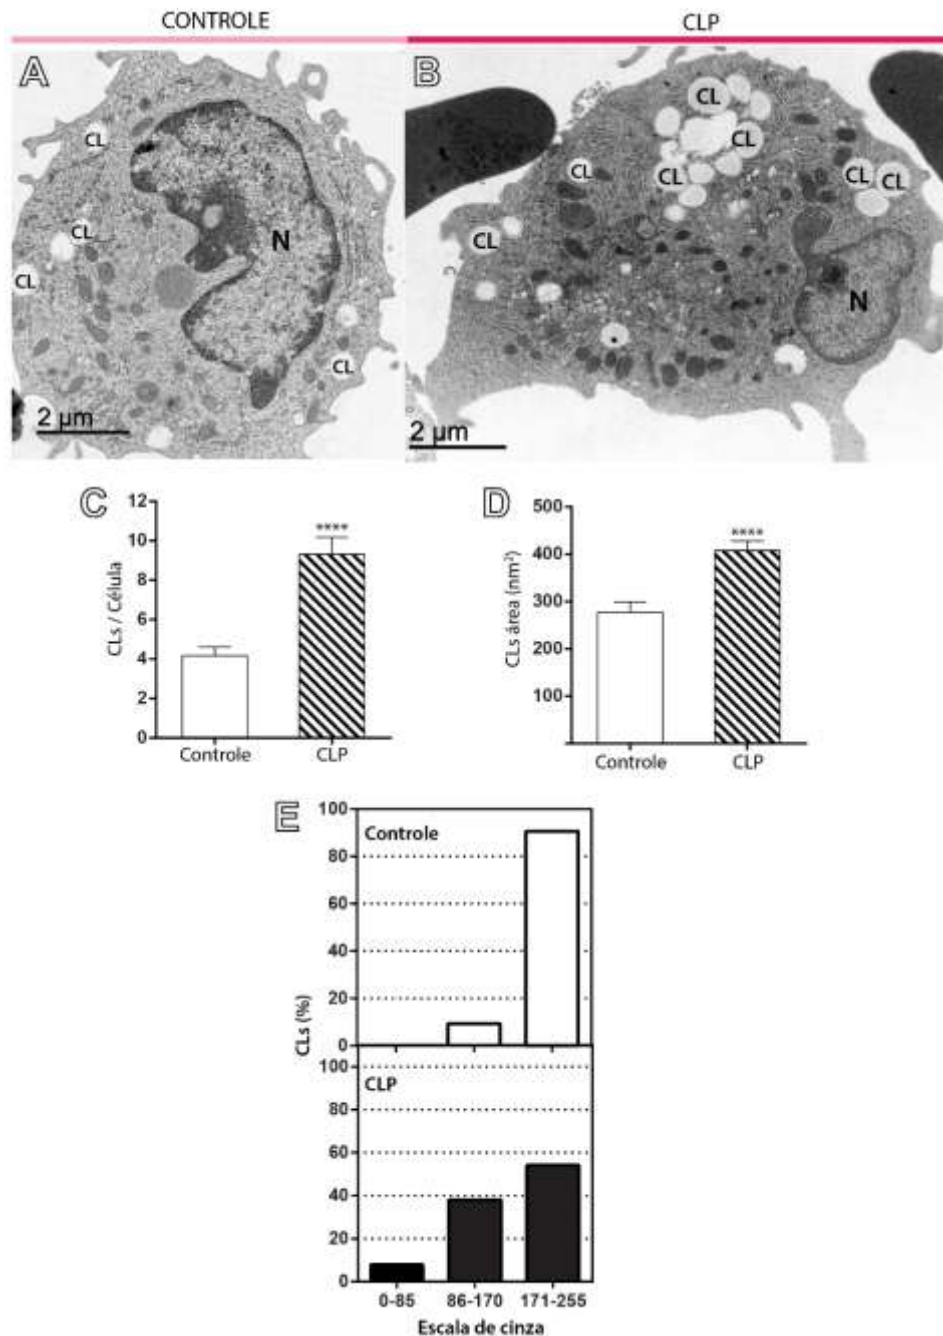 CONTROLE
CLP
A
CL
CL
CL
CL
N
2 µm
B
CL
CL
CL
CL
CL
CL
CL
N
2 µm
C
CLs / Célula
12
10
8
6
4
2
0
****
Controle
CLP
D
CLs área (nm²)
500
400
300
200
100
****
Controle
CLP
E
CLs (%)
Controle
100
80
60
40
20
0
CLP
100
80
60
40
20
0
0-85
86-170
171-255
Escala de cinza